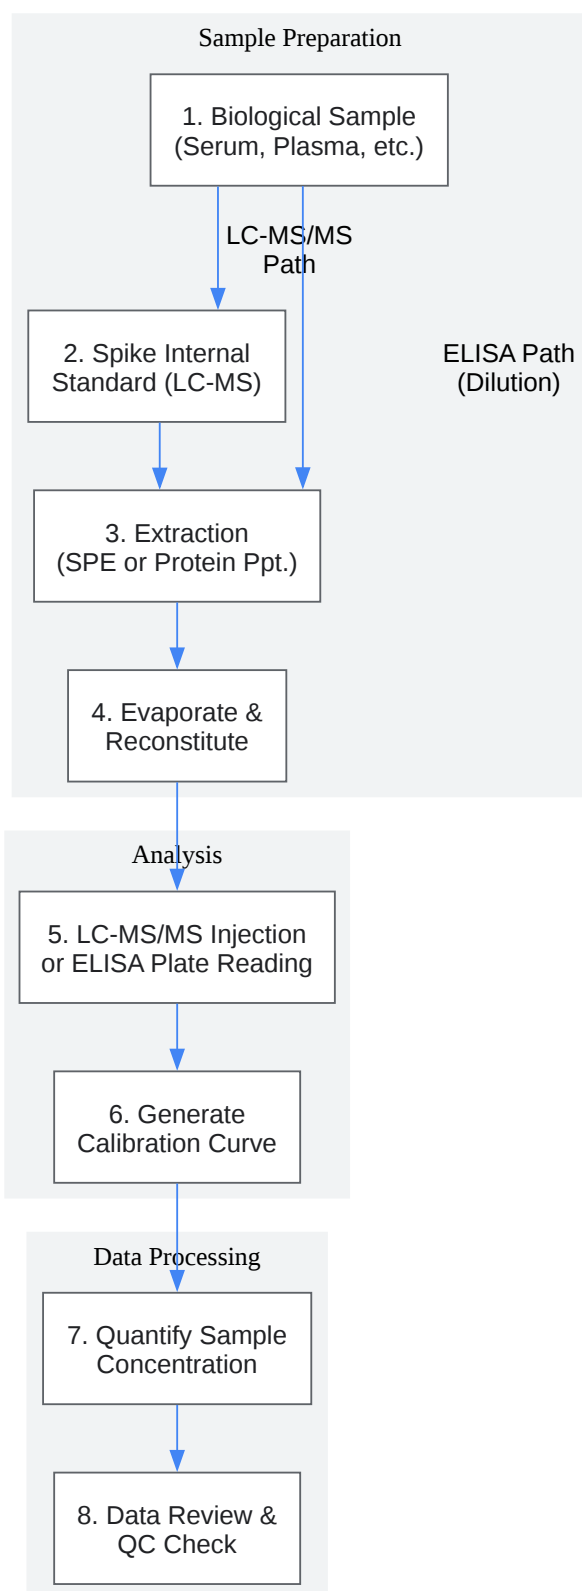 Sample Preparation
1. Biological Sample
(Serum, Plasma, etc.)
LC-MS/MS
Path
2. Spike Internal
Standard (LC-MS)
ELISA Path
(Dilution)
3. Extraction
(SPE or Protein Ppt.)
4. Evaporate &
Reconstitute
Analysis
5. LC-MS/MS Injection
or ELISA Plate Reading
6. Generate
Calibration Curve
Data Processing
7. Quantify Sample
Concentration
8. Data Review &
QC Check